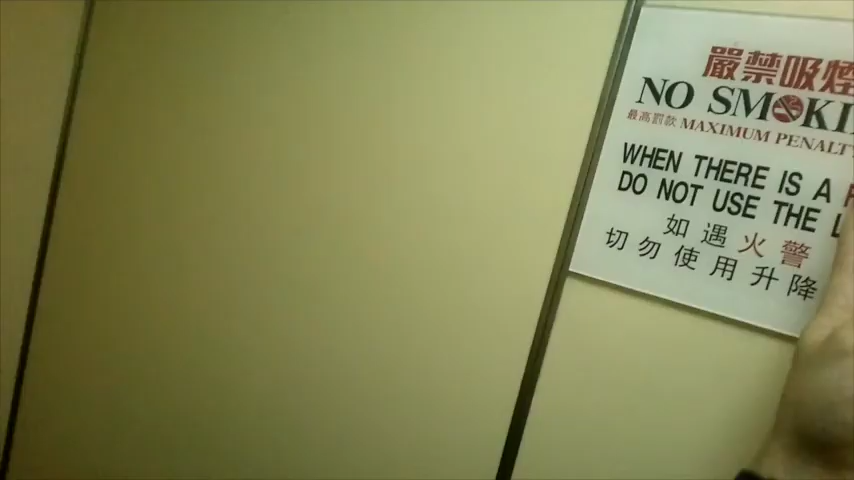 嚴禁吸煙
NO SMOKI
最高罰款 MAXIMUM PENALT
WHEN THERE IS A
DO NOT USE THE
如遇火警
切勿使用升降